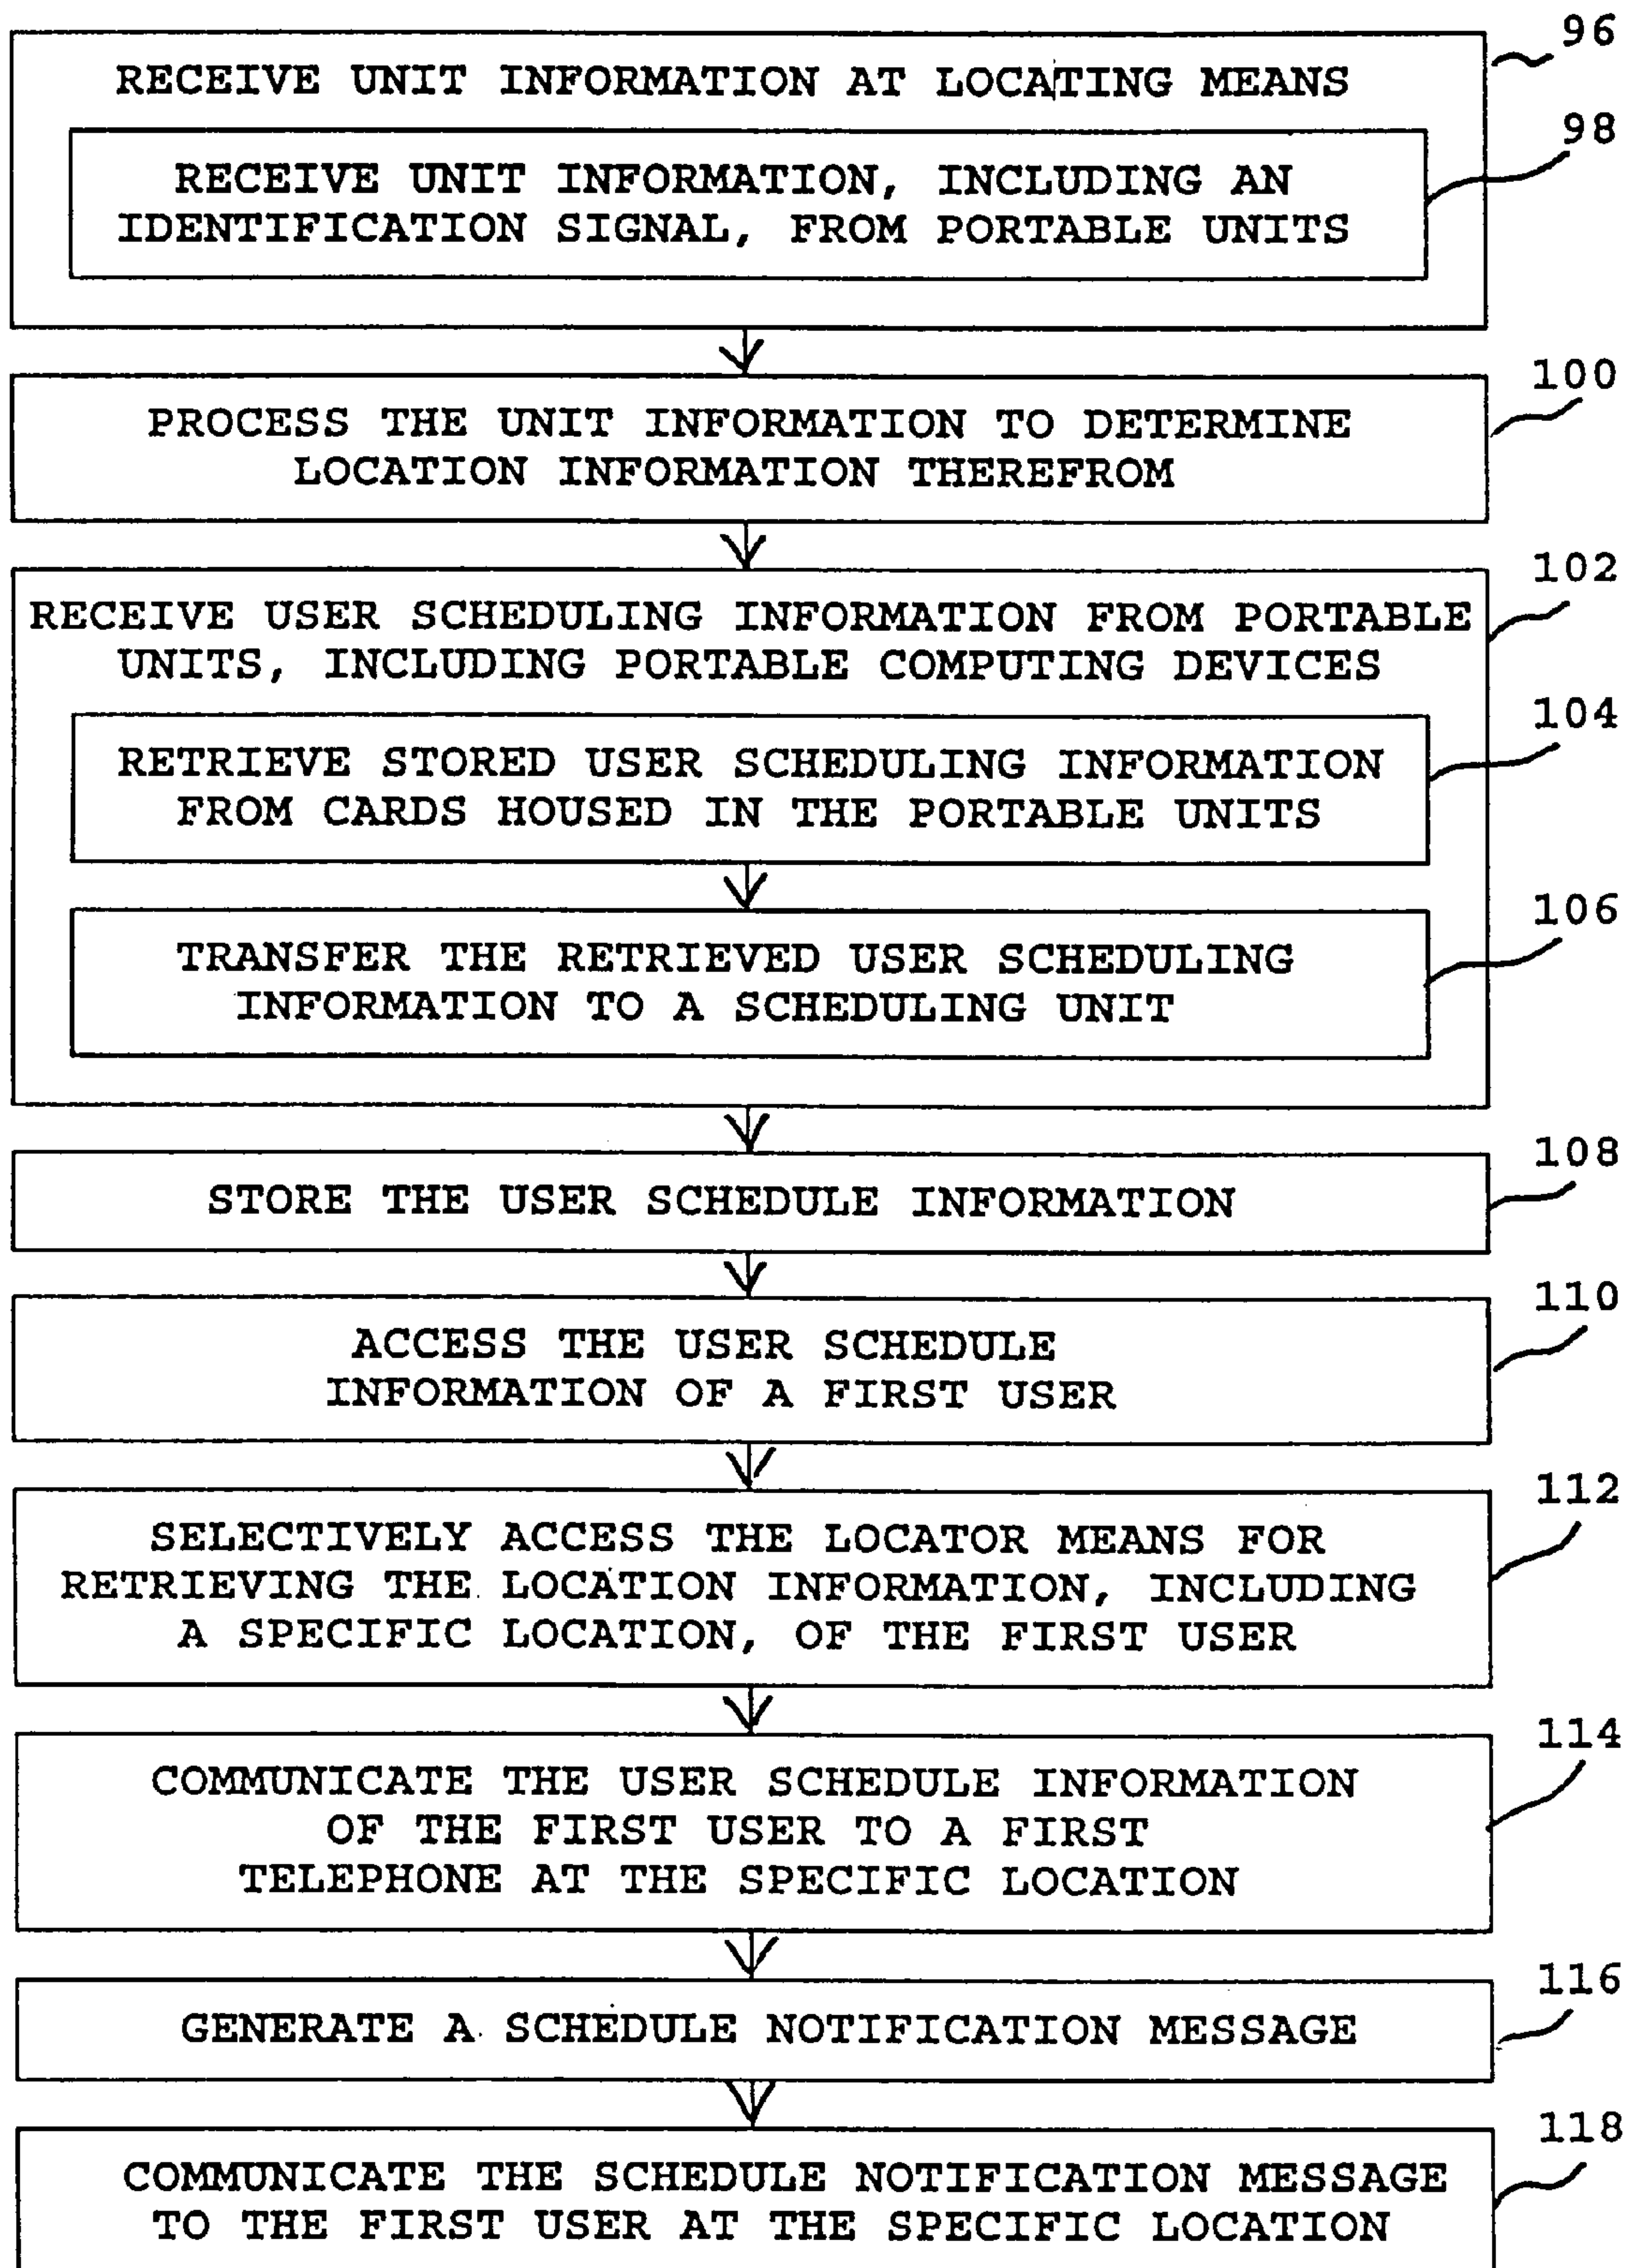 96
RECEIVE UNIT INFORMATION AT LOCATING MEANS
98
RECEIVE UNIT INFORMATION, INCLUDING AN
IDENTIFICATION SIGNAL, FROM PORTABLE UNITS
100
PROCESS THE UNIT INFORMATION TO DETERMINE
LOCATION INFORMATION THEREFROM
102
RECEIVE USER SCHEDULING INFORMATION FROM PORTABLE
UNITS, INCLUDING PORTABLE COMPUTING DEVICES
104
RETRIEVE STORED USER SCHEDULING INFORMATION
FROM CARDS HOUSED IN THE PORTABLE UNITS
106
TRANSFER THE RETRIEVED USER SCHEDULING
INFORMATION TO A SCHEDULING UNIT
108
STORE THE USER SCHEDULE INFORMATION
110
ACCESS THE USER SCHEDULE
INFORMATION OF A FIRST USER
112
SELECTIVELY ACCESS THE LOCATOR MEANS FOR
RETRIEVING THE LOCATION INFORMATION, INCLUDING
A SPECIFIC LOCATION, OF THE FIRST USER
114
COMMUNICATE THE USER SCHEDULE INFORMATION
OF THE FIRST USER TO A FIRST
TELEPHONE AT THE SPECIFIC LOCATION
116
GENERATE A SCHEDULE NOTIFICATION MESSAGE
118
COMMUNICATE THE SCHEDULE NOTIFICATION MESSAGE
TO THE FIRST USER AT THE SPECIFIC LOCATION